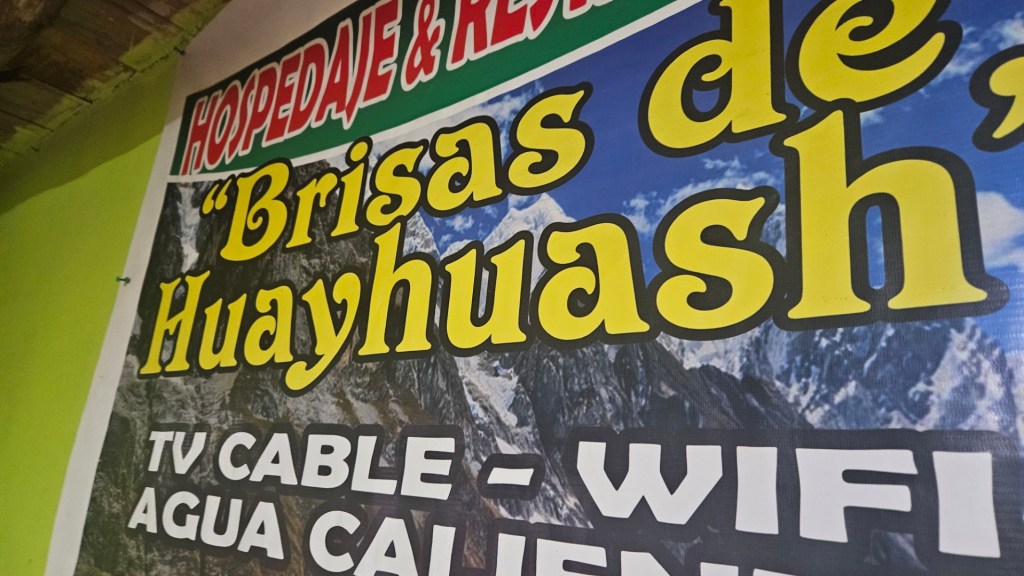 HOSPEDAJE &
"Brisas de
Huayhuash"
TV CABLE - WIFI
AGUA